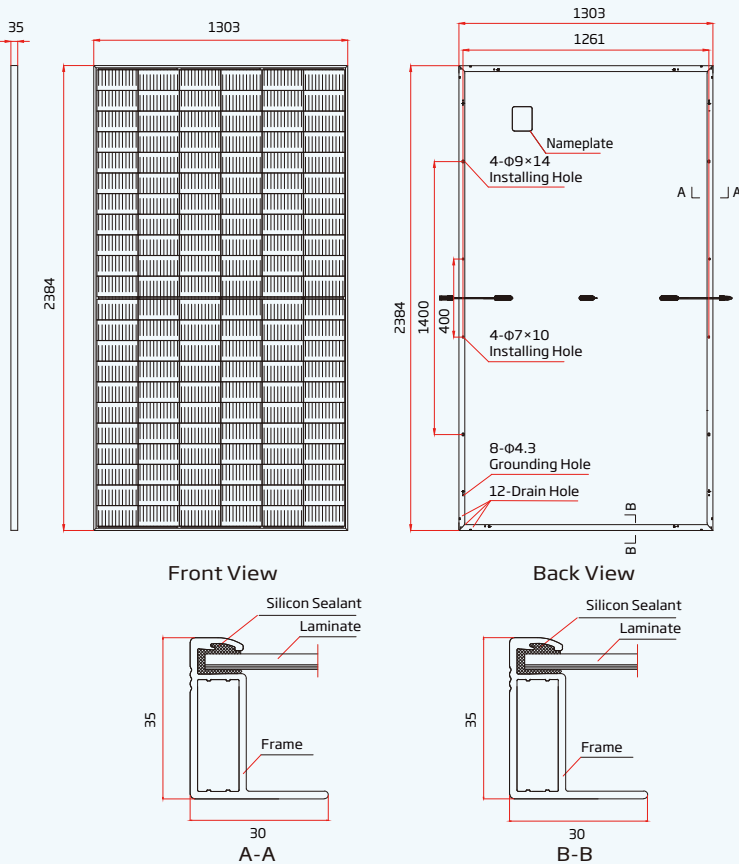 35
1303
2384
Front View
1303
1261
2384
1400
400
Nameplate
4-Φ9×14
Installing Hole
A
A
4-Φ7×10
Installing Hole
8-Φ4.3
Grounding Hole
12-Drain Hole
B
B
Back View
Silicon Sealant
Laminate
35
Frame
30
A-A
Silicon Sealant
Laminate
35
Frame
30
B-B